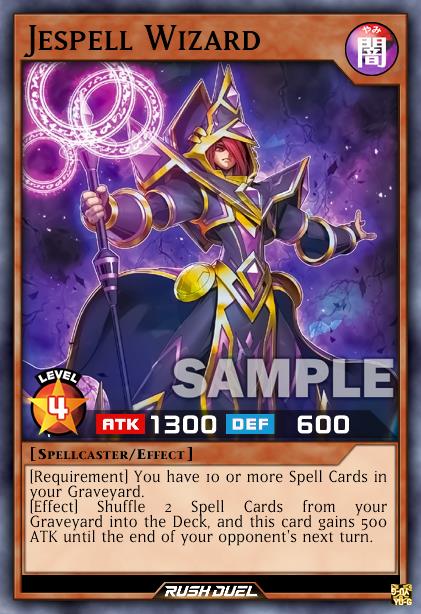 Jespell Wizard
やみ
闇
SAMPLE
LEVEL
4
ATK 1300 DEF 600
[Spellcaster/Effect]
[Requirement] You have 10 or more Spell Cards in
your Graveyard.
[Effect] Shuffle 2 Spell Cards from your
Graveyard into the Deck, and this card gains 500
ATK until the end of your opponent's next turn.
RUSH DUEL